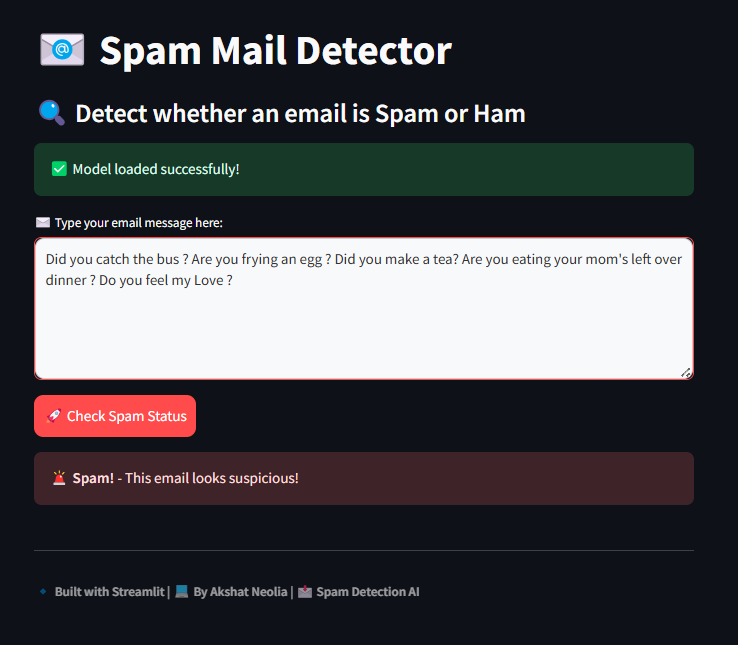 Spam Mail Detector
Detect whether an email is Spam or Ham
Model loaded successfully!
Type your email message here:
Did you catch the bus ? Are you frying an egg ? Did you make a tea? Are you eating your mom's left over
dinner ? Do you feel my Love ?
Check Spam Status
Spam! - This email looks suspicious!
Built with Streamlit | By Akshat Neolia | Spam Detection AI